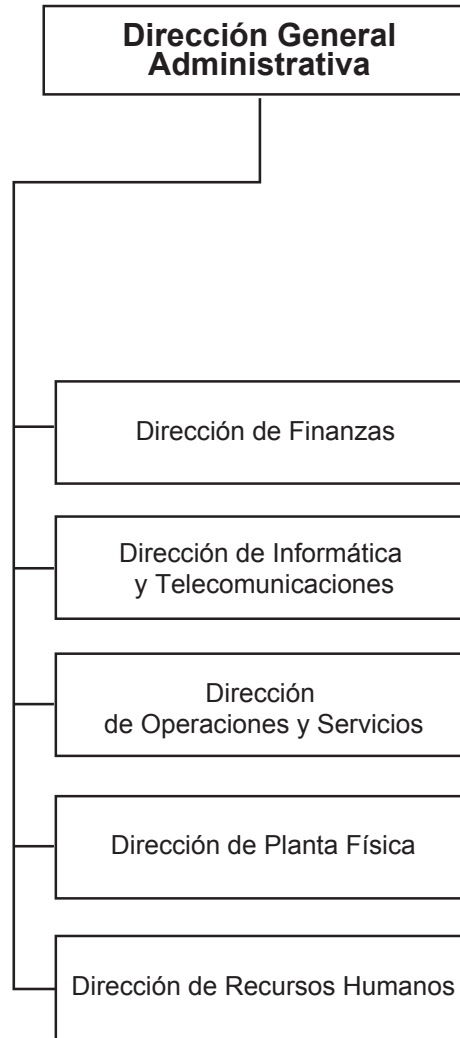 Dirección General
Administrativa
Dirección de Finanzas
Dirección de Informática
y Telecomunicaciones
Dirección
de Operaciones y Servicios
Dirección de Planta Física
Dirección de Recursos Humanos